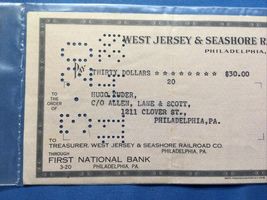 WEST JERSEY & SEASHORE R
PHILADELPHIA,
THIRTY DOLLARS ******** $30.00
20
TO
THE
ORDER
OF
HUGO ZUDER,
C/O ALLEN, LANE & SCOTT,
1211 CLOVER ST.,
PHILADELPHIA,PA.
TO
TREASURER, WEST JERSEY & SEASHORE RAILROAD CO.
THROUGH PHILADELPHIA, PA.
FIRST NATIONAL BANK
3-20 PHILADELPHIA, PA.